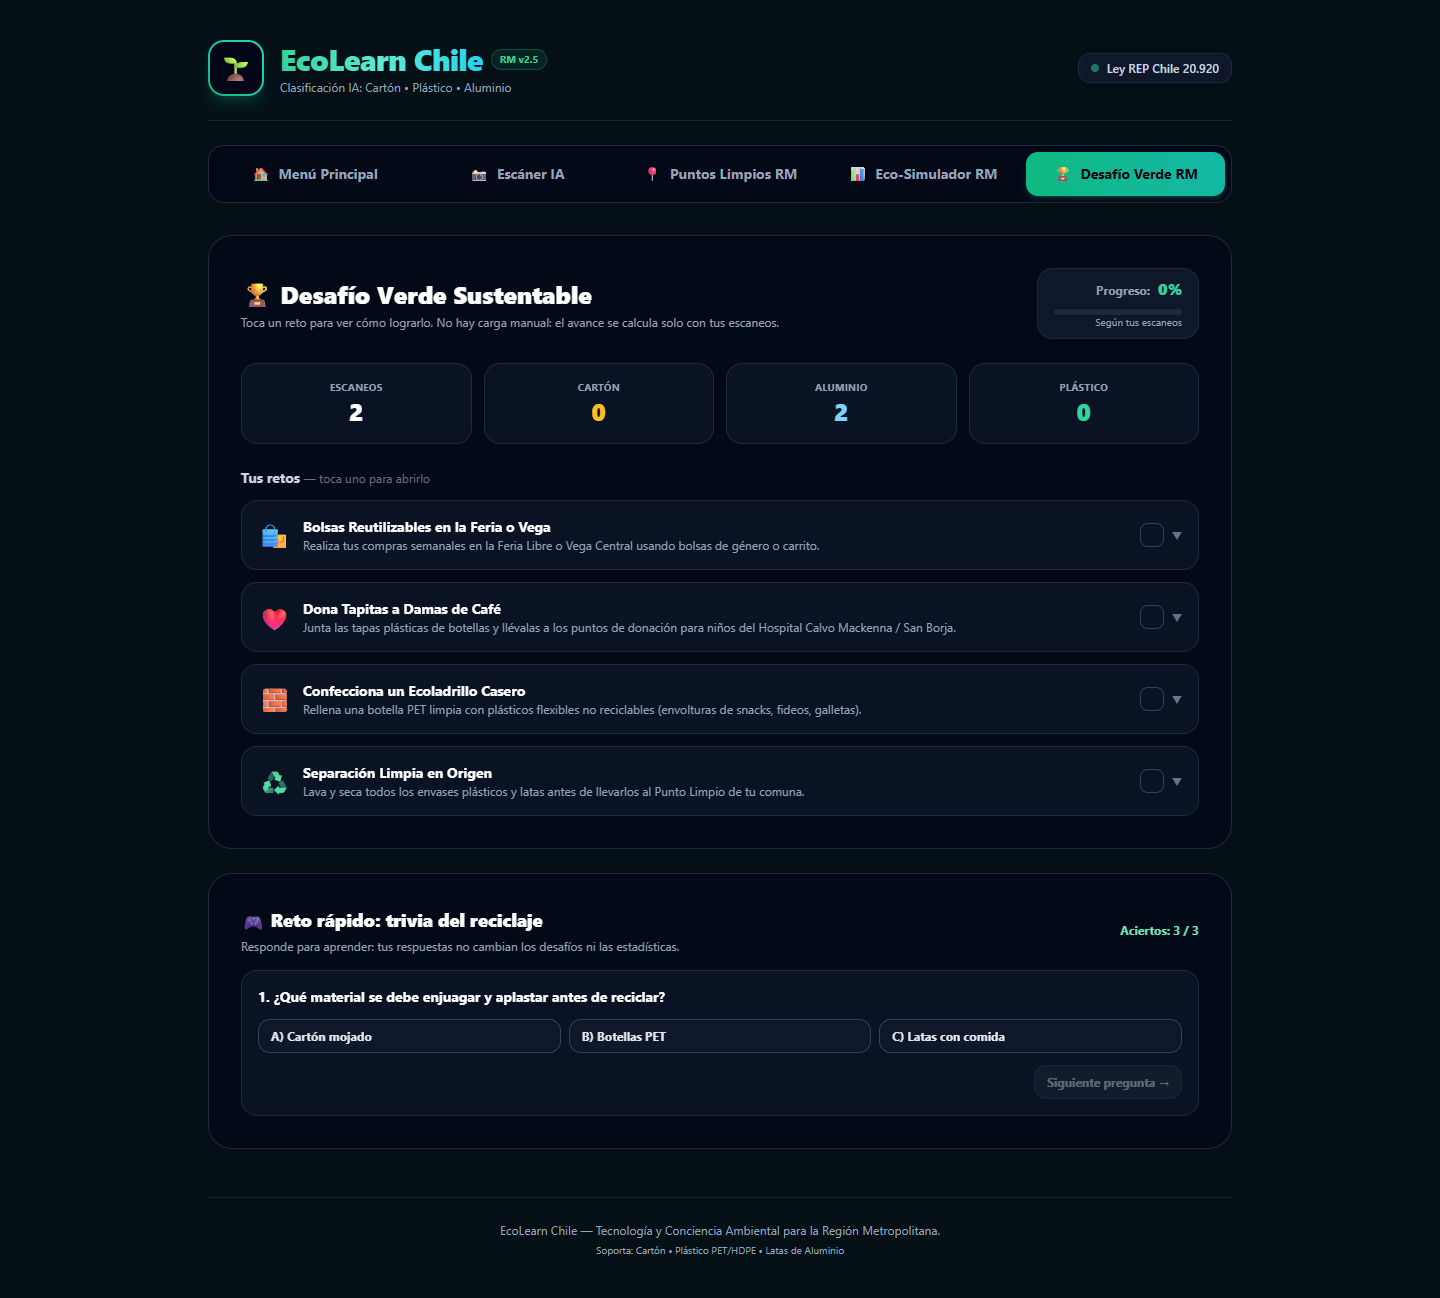 EcoLearn Chile RM v2.5
Clasificación IA: Cartón • Plástico • Aluminio
Ley REP Chile 20.920
Menú Principal
Escáner IA
Puntos Limpios RM
Eco-Simulador RM
Desafío Verde RM
Desafío Verde Sustentable
Toca un reto para ver cómo lograrlo. No hay carga manual: el avance se calcula solo con tus escaneos.
Progreso: 0%
Según tus escaneos
ESCANEOS
2
CARTÓN
0
ALUMINIO
2
PLÁSTICO
0
Tus retos — toca uno para abrirlo
Bolsas Reutilizables en la Feria o Vega
Realiza tus compras semanales en la Feria Libre o Vega Central usando bolsas de género o carrito.
Dona Tapitas a Damas de Café
Junta las tapas plásticas de botellas y llévalas a los puntos de donación para niños del Hospital Calvo Mackenna / San Borja.
Confecciona un Ecoladrillo Casero
Rellena una botella PET limpia con plásticos flexibles no reciclables (envolturas de snacks, fideos, galletas).
Separación Limpia en Origen
Lava y seca todos los envases plásticos y latas antes de llevarlos al Punto Limpio de tu comuna.
Reto rápido: trivia del reciclaje
Responde para aprender: tus respuestas no cambian los desafíos ni las estadísticas.
Aciertos: 3 / 3
1. ¿Qué material se debe enjuagar y aplastar antes de reciclar?
A) Cartón mojado
B) Botellas PET
C) Latas con comida
Siguiente pregunta →
EcoLearn Chile — Tecnología y Conciencia Ambiental para la Región Metropolitana.
Soporta: Cartón • Plástico PET/HDPE • Latas de Aluminio